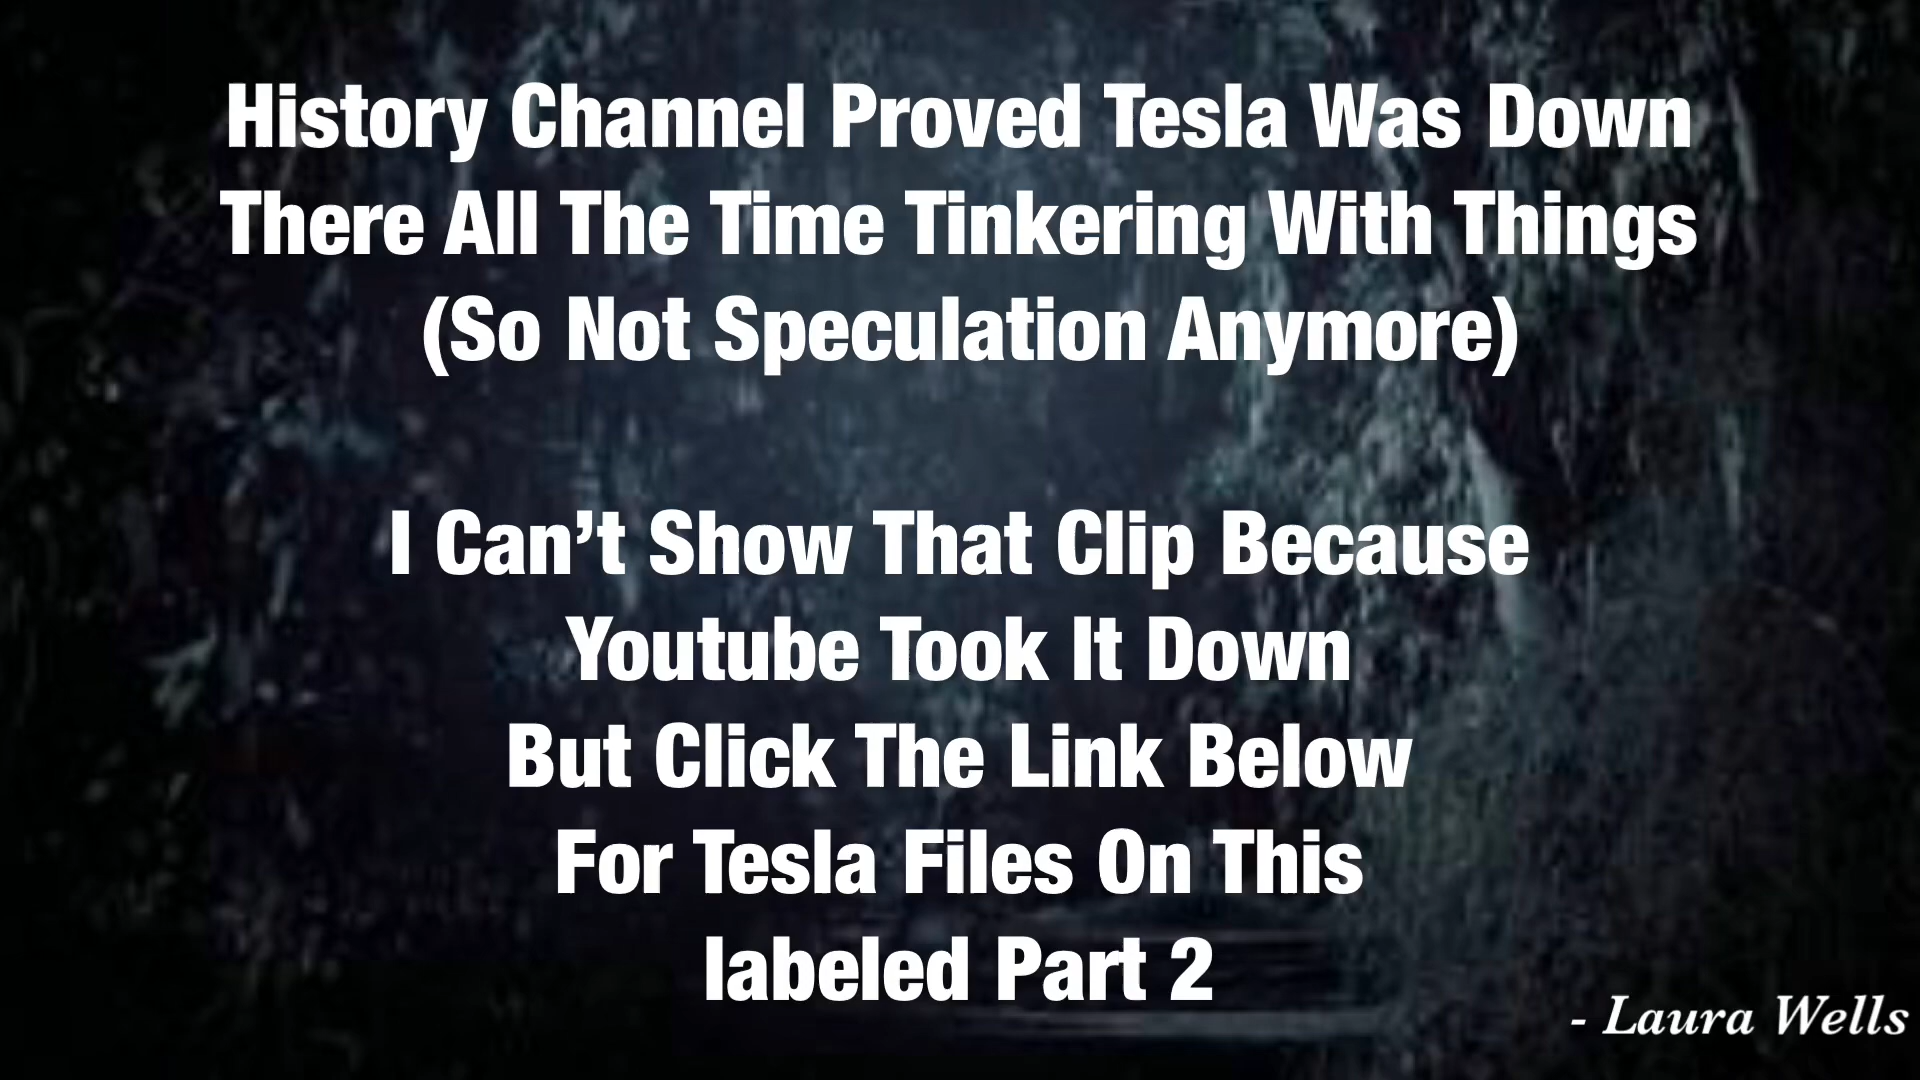 History Channel Proved Tesla Was Down
There All The Time Tinkering With Things
(So Not Speculation Anymore)
I Can’t Show That Clip Because
Youtube Took It Down
But Click The Link Below
For Tesla Files On This
labeled Part 2
- Laura Wells